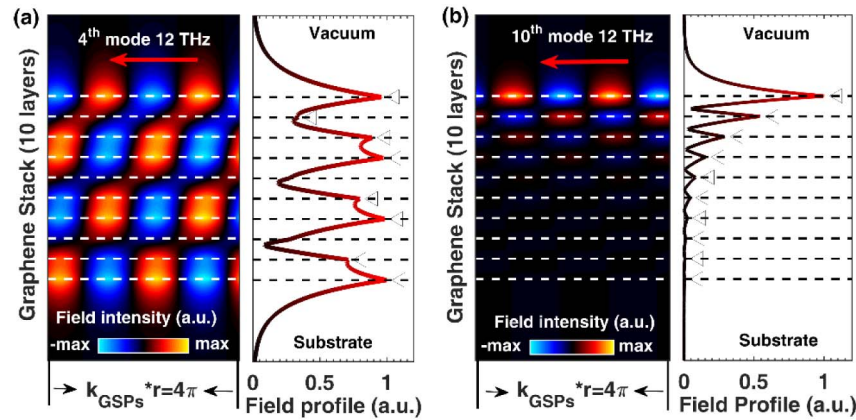 (a)
Graphene Stack (10 layers)
4th mode 12 THz
Vacuum
Field intensity (a.u.)
-max
max
Substrate
k_GSPs*r=4π
0
0.5
1
Field profile (a.u.)
(b)
Graphene Stack (10 layers)
10th mode 12 THz
Vacuum
Field intensity (a.u.)
-max
max
Substrate
k_GSPs*r=4π
0
0.5
1
Field Profile (a.u.)